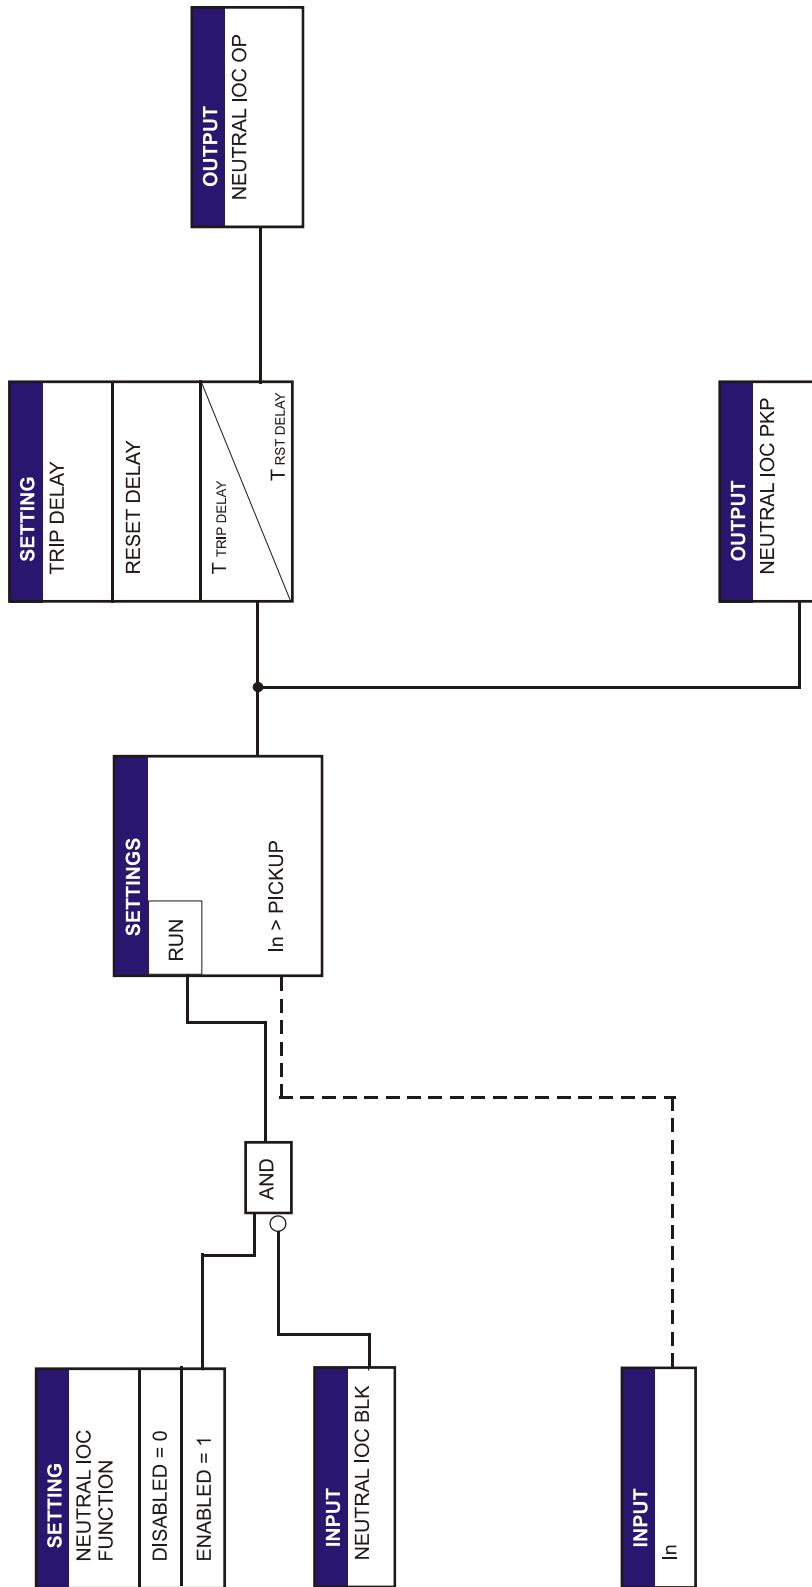 SETTING
NEUTRAL IOC
FUNCTION
DISABLED = 0
ENABLED = 1
INPUT
NEUTRAL IOC BLK
INPUT
In
AND
SETTINGS
RUN
In > PICKUP
SETTING
TRIP DELAY
RESET DELAY
T TRIP DELAY
T RST DELAY
OUTPUT
NEUTRAL IOC OP
OUTPUT
NEUTRAL IOC PKP